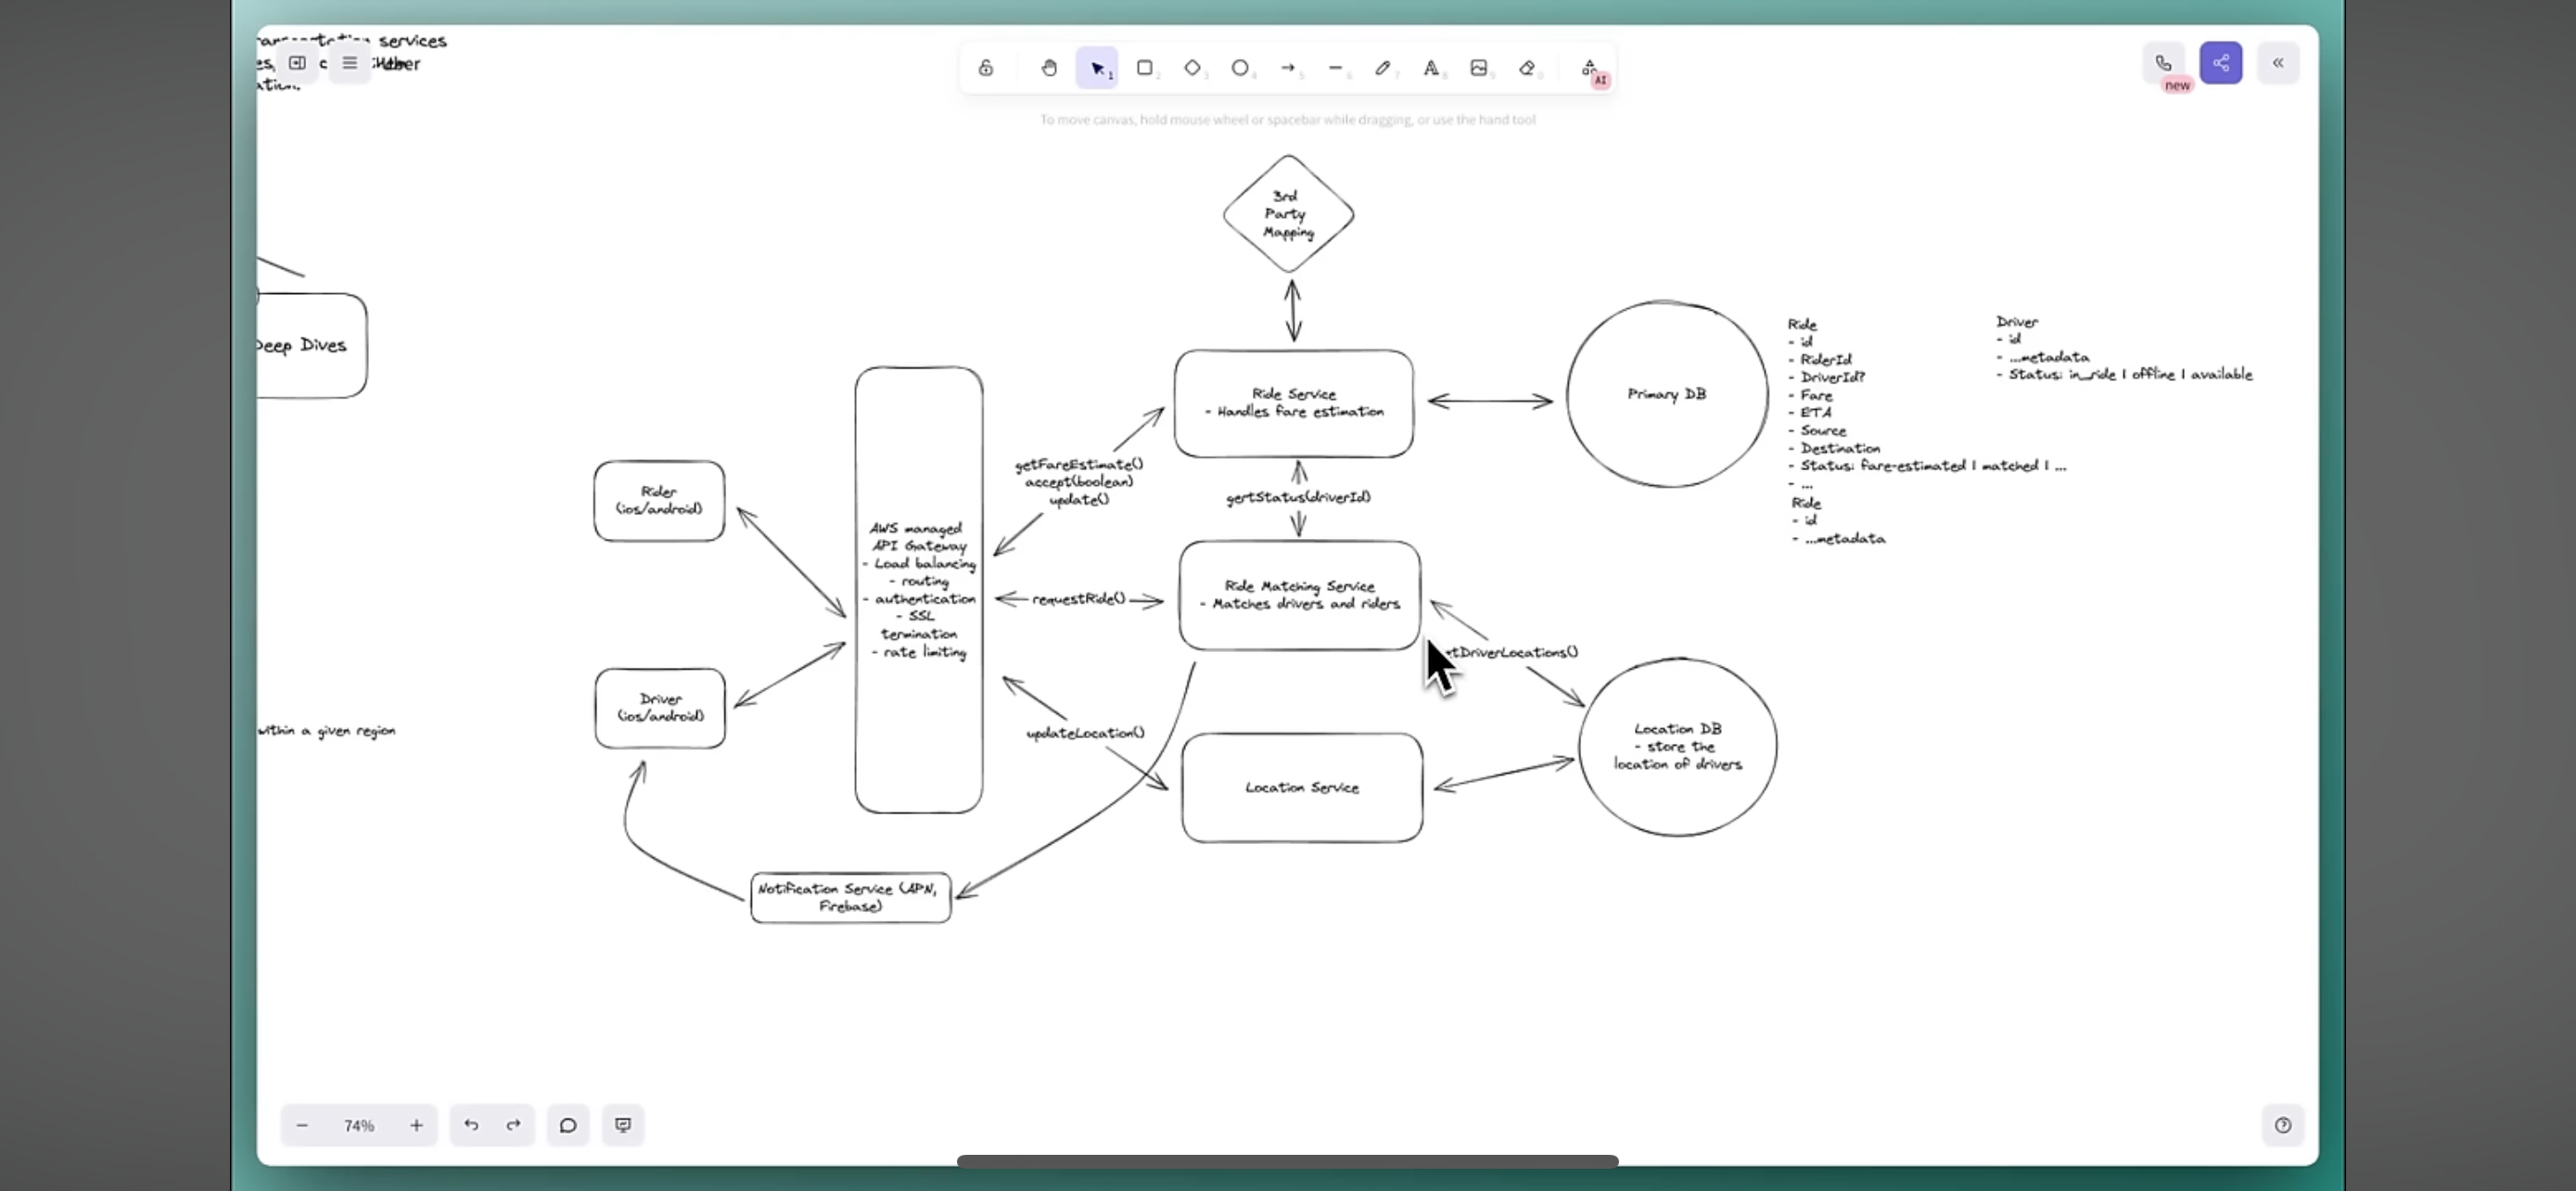 services
Uber
To move canvas, hold mouse wheel or spacebar while dragging, or use the hand tool
AI
new
3rd
Party
Mapping
Deep Dives
Ride Service
- Handles fare estimation
Primary DB
Ride
- id
- RiderId
- DriverId?
- Fare
- ETA
- Source
- Destination
- Status: fare-estimated | matched | ...
- ...
Ride
- id
- ...metadata
Driver
- id
- ...metadata
- Status: in_ride | offline | available
Rider
(ios/android)
getFareEstimate()
accept(boolean)
update()
gertStatus(driverId)
AWS managed
API Gateway
- Load balancing
- routing
- authentication
- SSL
termination
- rate limiting
requestRide()
Ride Matching Service
- Matches drivers and riders
tDriverLocations()
Driver
(ios/android)
within a given region
updateLocation()
Location Service
Location DB
- store the
location of drivers
Notification Service (APN,
Firebase)
74%